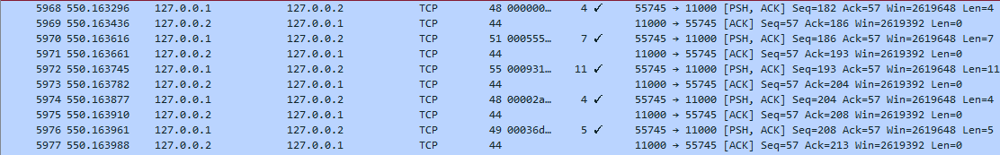 5968 550.163296 127.0.0.1 127.0.0.2 TCP 48 000000… 4 ✓ 55745 → 11000 [PSH, ACK] Seq=182 Ack=57 Win=2619648 Len=4
5969 550.163436 127.0.0.2 127.0.0.1 TCP 44 11000 → 55745 [ACK] Seq=57 Ack=186 Win=2619392 Len=0
5970 550.163616 127.0.0.1 127.0.0.2 TCP 51 000555… 7 ✓ 55745 → 11000 [PSH, ACK] Seq=186 Ack=57 Win=2619648 Len=7
5971 550.163661 127.0.0.2 127.0.0.1 TCP 44 11000 → 55745 [ACK] Seq=57 Ack=193 Win=2619392 Len=0
5972 550.163745 127.0.0.1 127.0.0.2 TCP 55 000931… 11 ✓ 55745 → 11000 [PSH, ACK] Seq=193 Ack=57 Win=2619648 Len=11
5973 550.163782 127.0.0.2 127.0.0.1 TCP 44 11000 → 55745 [ACK] Seq=57 Ack=204 Win=2619392 Len=0
5974 550.163877 127.0.0.1 127.0.0.2 TCP 48 00002a… 4 ✓ 55745 → 11000 [PSH, ACK] Seq=204 Ack=57 Win=2619648 Len=4
5975 550.163910 127.0.0.2 127.0.0.1 TCP 44 11000 → 55745 [ACK] Seq=57 Ack=208 Win=2619392 Len=0
5976 550.163961 127.0.0.1 127.0.0.2 TCP 49 00036d… 5 ✓ 55745 → 11000 [PSH, ACK] Seq=208 Ack=57 Win=2619648 Len=5
5977 550.163988 127.0.0.2 127.0.0.1 TCP 44 11000 → 55745 [ACK] Seq=57 Ack=213 Win=2619392 Len=0